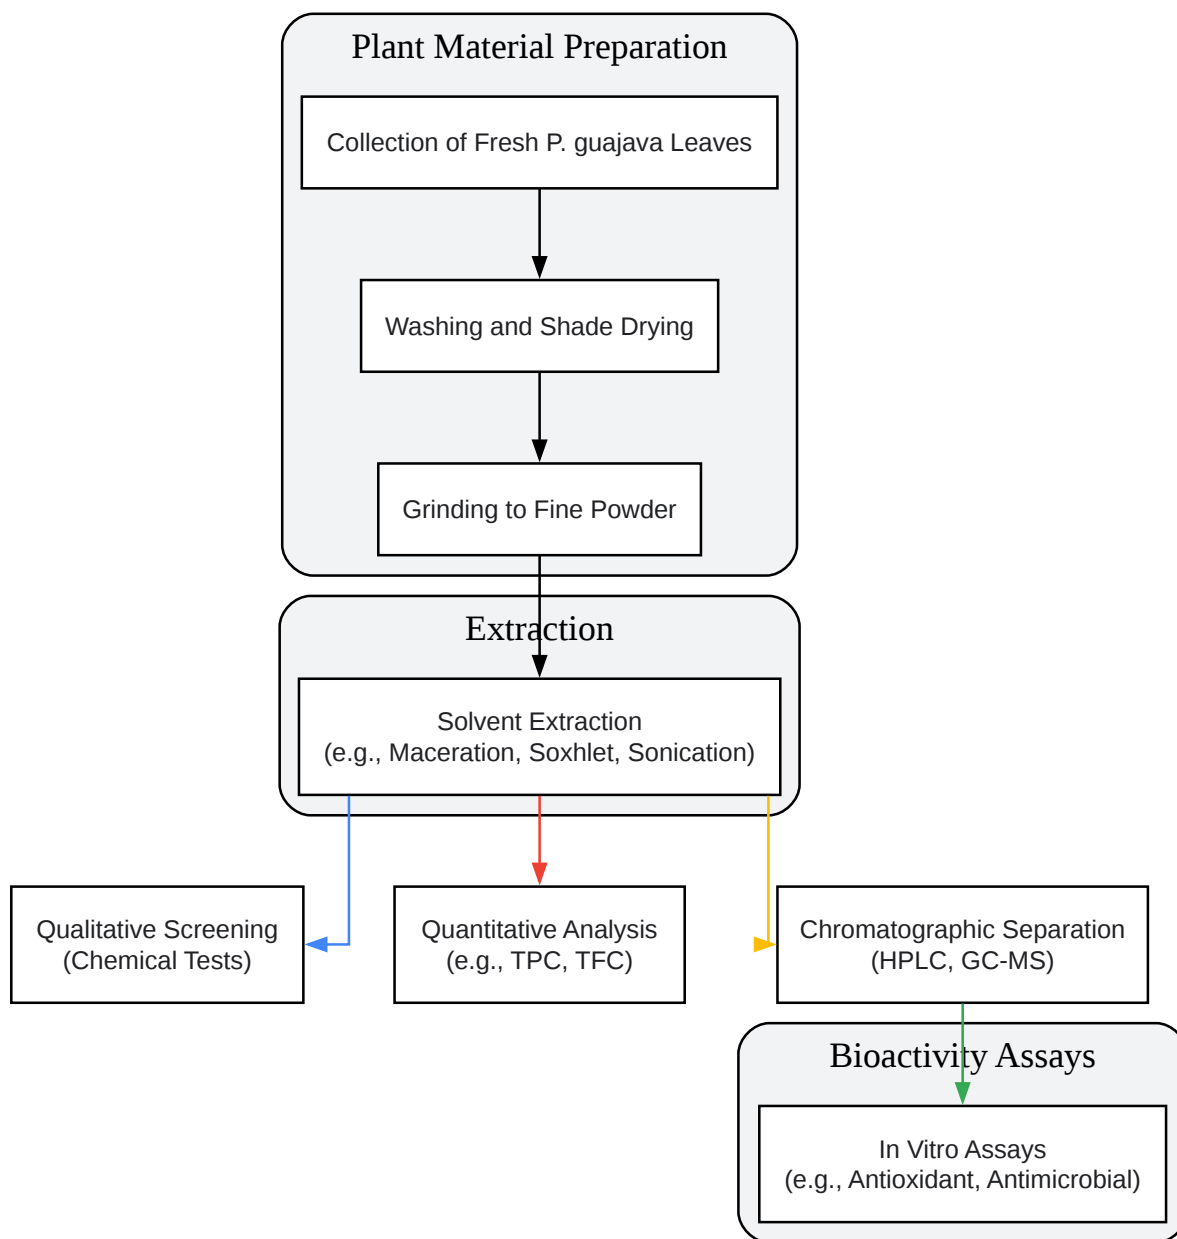 Plant Material Preparation
Collection of Fresh P. guajava Leaves
Washing and Shade Drying
Grinding to Fine Powder
Extraction
Solvent Extraction
(e.g., Maceration, Soxhlet, Sonication)
Qualitative Screening
(Chemical Tests)
Quantitative Analysis
(e.g., TPC, TFC)
Chromatographic Separation
(HPLC, GC-MS)
Bioactivity Assays
In Vitro Assays
(e.g., Antioxidant, Antimicrobial)